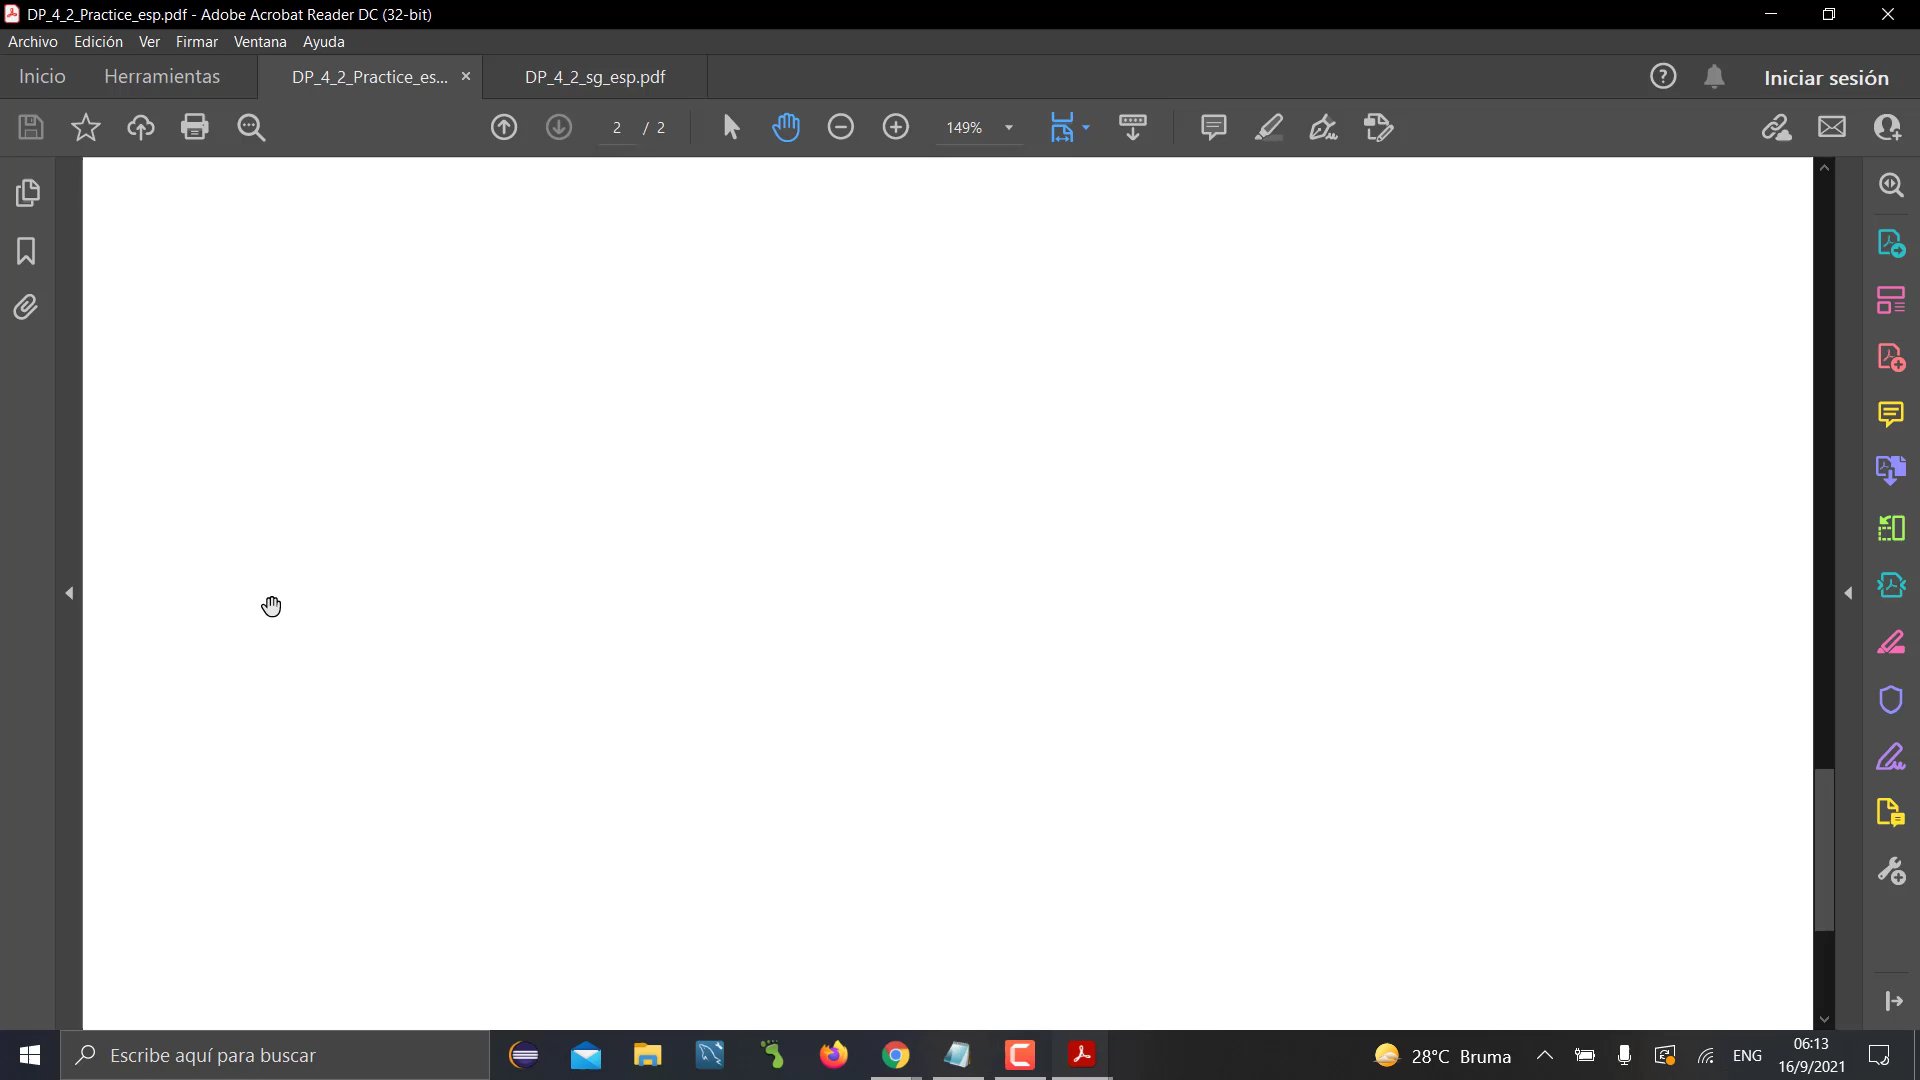 DP_4_2_Practice_esp.pdf - Adobe Acrobat Reader DC (32-bit)
Archivo Edición Ver Firmar Ventana Ayuda
Inicio Herramientas DP_4_2_Practice_es... DP_4_2_sg_esp.pdf Iniciar sesión
2 / 2 149%
Escribe aquí para buscar
28°C Bruma
ENG
06:13
16/9/2021